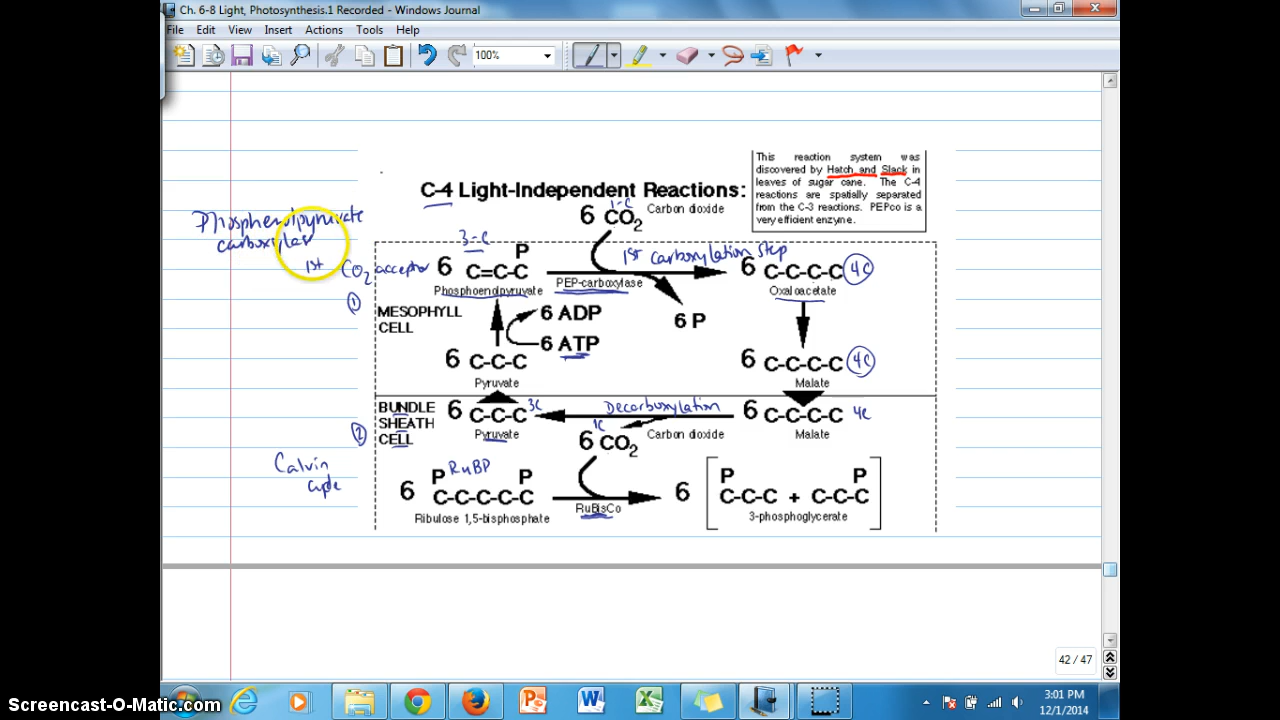 Ch. 6-8 Light, Photosynthesis.1 Recorded - Windows Journal
File Edit View Insert Actions Tools Help
100%
This reaction system was
discovered by Hatch and Slack in
leaves of sugar cane. The C-4
reactions are spatially separated
from the C-3 reactions. PEPco is a
very efficient enzyme.
C-4 Light-Independent Reactions:
1-C
6 CO2 Carbon dioxide
carboxylas
1st CO2 acceptor
3-C
P
6 C=C-C
Phosphoenolpyruvate
1st carboxylation step
PEP-carboxylase
6 C-C-C-C 4C
Oxaloacetate
1
MESOPHYLL
CELL
6 ADP
6 ATP
6 P
6 C-C-C
Pyruvate
6 C-C-C-C 4C
Malate
2
BUNDLE
SHEATH
CELL
6 C-C-C 3C
Pyruvate
Decarboxylation
1C
6 CO2 Carbon dioxide
6 C-C-C-C 4C
Malate
Calvin
cycle
P RuBP P
6 C-C-C-C-C
Ribulose 1,5-bisphosphate
RuBisCo
6
P P
C-C-C + C-C-C
3-phosphoglycerate
42 / 47
Screencast-O-Matic.com
3:01 PM
12/1/2014